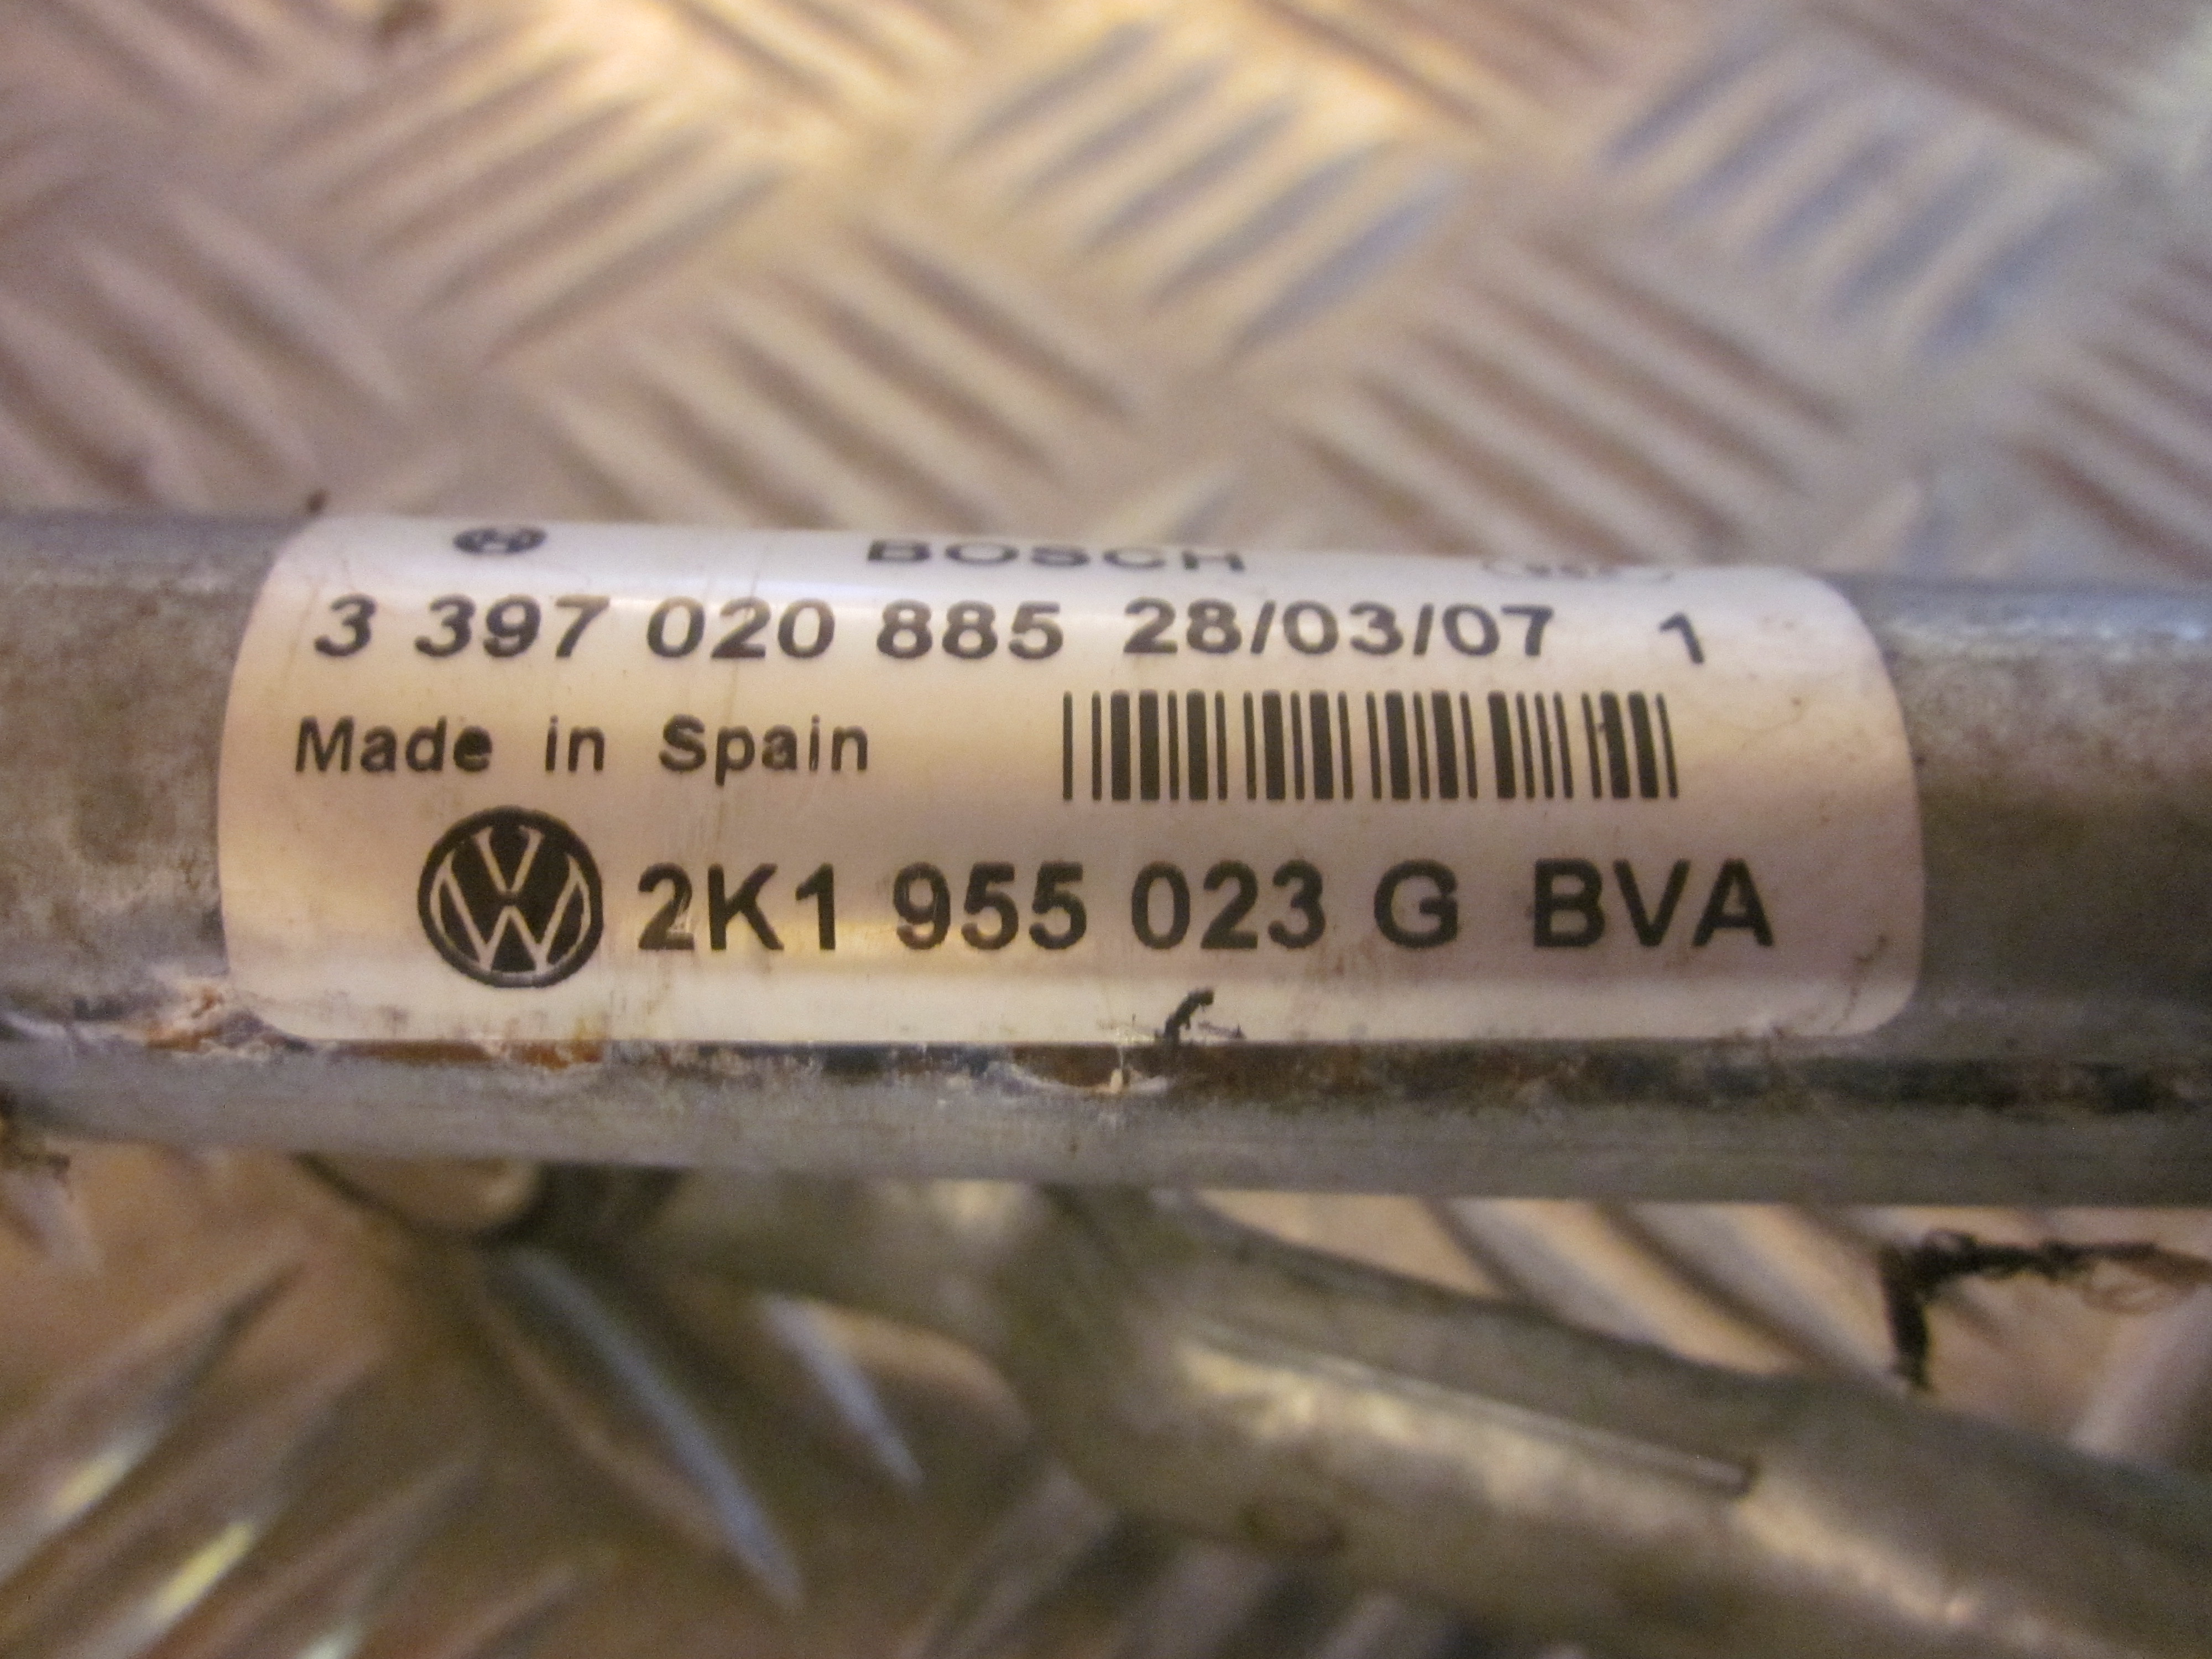 BOSCH
3 397 020 885 28/03/07 1
Made in Spain
2K1 955 023 G BVA